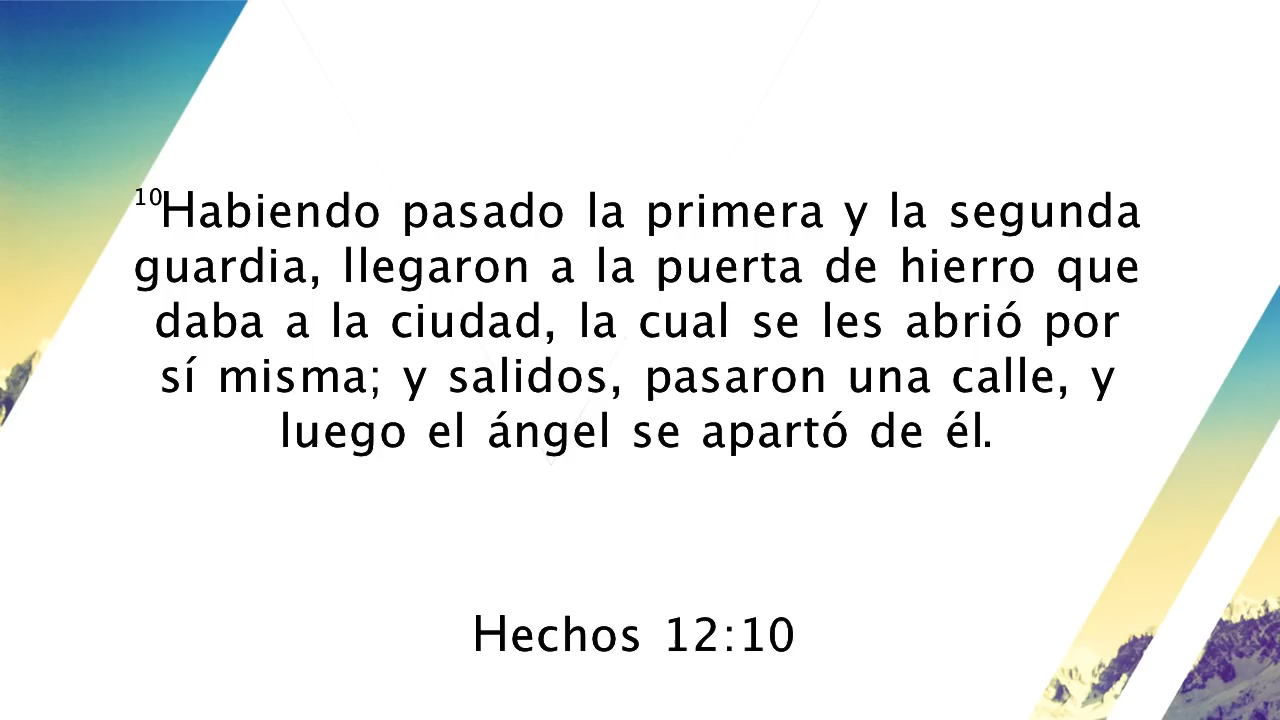 10Habiendo pasado la primera y la segunda
guardia, llegaron a la puerta de hierro que
daba a la ciudad, la cual se les abrió por
sí misma; y salidos, pasaron una calle, y
luego el ángel se apartó de él.
Hechos 12:10